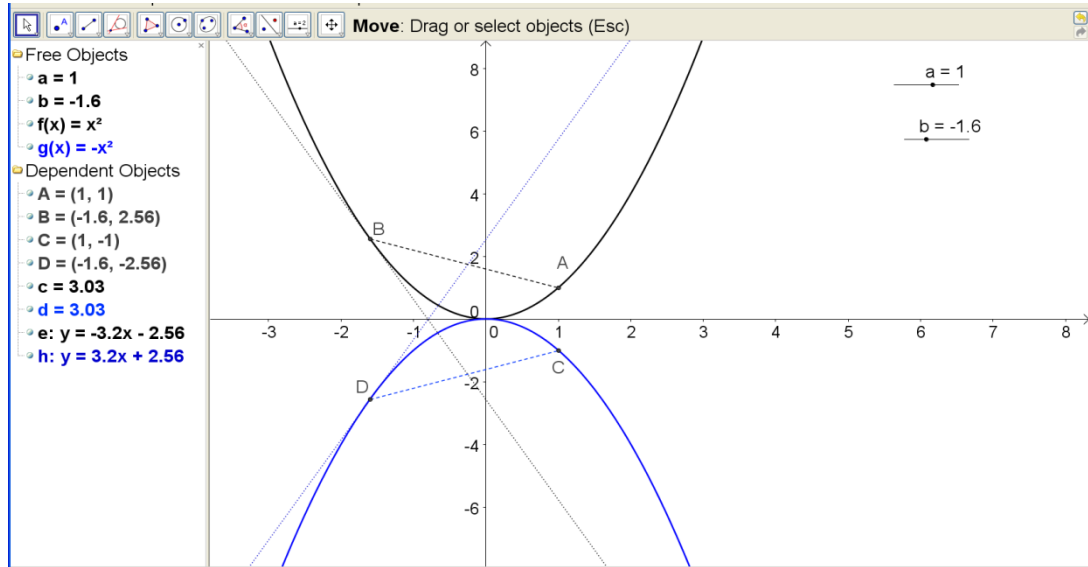 Move: Drag or select objects (Esc)
Free Objects
a = 1
b = -1.6
f(x) = x²
g(x) = -x²
Dependent Objects
A = (1, 1)
B = (-1.6, 2.56)
C = (1, -1)
D = (-1.6, -2.56)
c = 3.03
d = 3.03
e: y = -3.2x - 2.56
h: y = 3.2x + 2.56
a = 1
b = -1.6
8
6
4
2
0
-2
-4
-6
-3 -2 -1 0 1 2 3 4 5 6 7 8
B
A
D
C
a=2